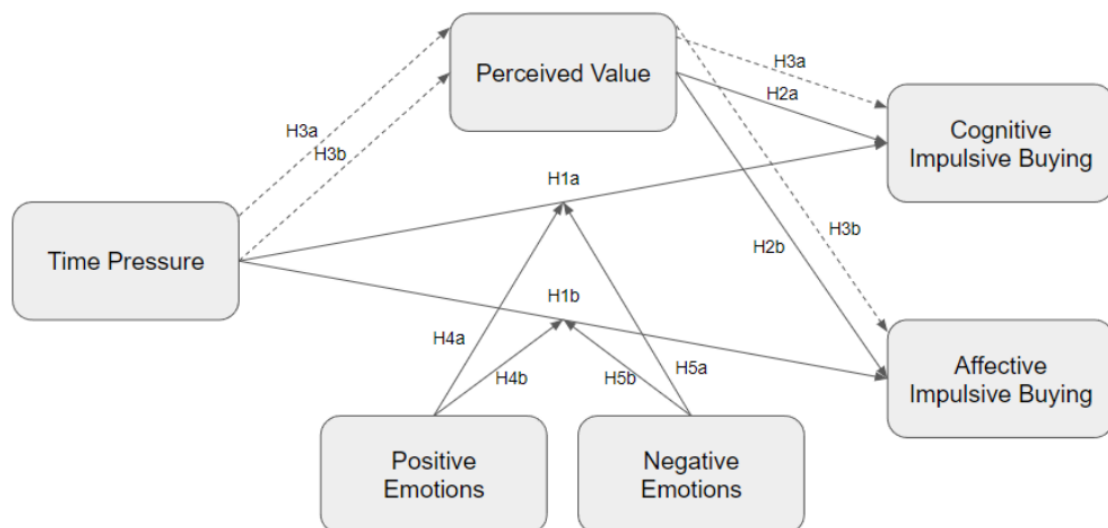 Perceived Value
H3a
H2a
Cognitive
Impulsive Buying
H3a
H3b
H1a
Time Pressure
H3b
H2b
H1b
H4a
H4b
H5b
H5a
Affective
Impulsive Buying
Positive
Emotions
Negative
Emotions